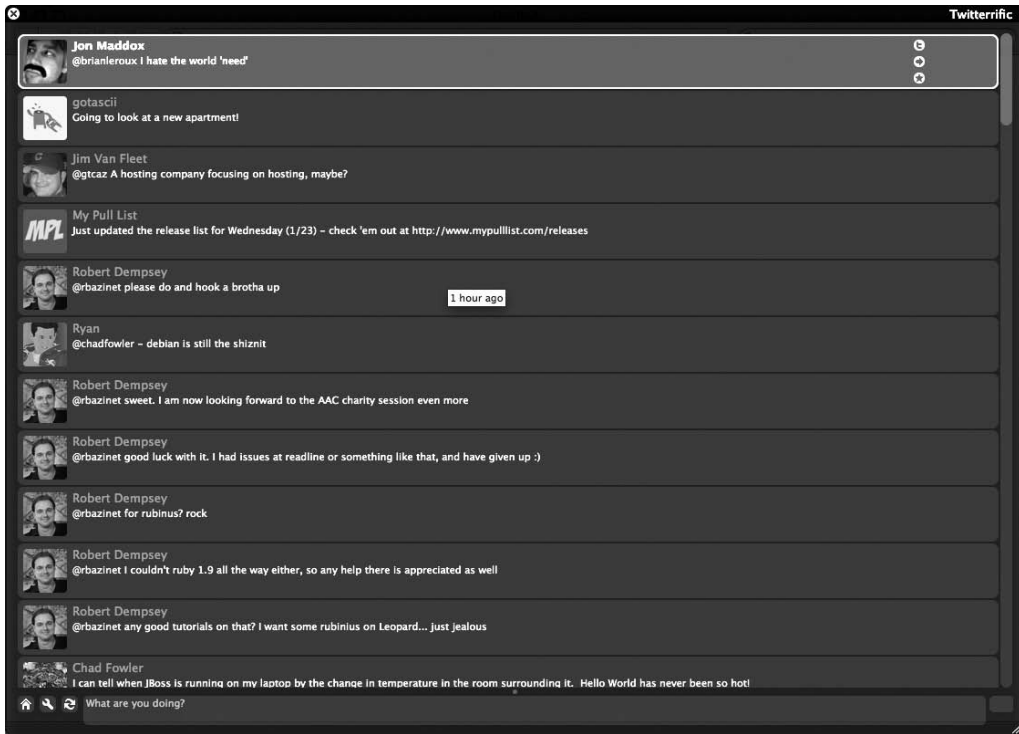 Twitterrific
Jon Maddox
@brianleroux I hate the world 'need'
gotascii
Going to look at a new apartment!
Jim Van Fleet
@gtcaz A hosting company focusing on hosting, maybe?
MPL
My Pull List
Just updated the release list for Wednesday (1/23) – check 'em out at http://www.mypulllist.com/releases
Robert Dempsey
@rbazinet please do and hook a brotha up
1 hour ago
Ryan
@chadfowler – debian is still the shiznit
Robert Dempsey
@rbazinet sweet. I am now looking forward to the AAC charity session even more
Robert Dempsey
@rbazinet good luck with it. I had issues at readline or something like that, and have given up :)
Robert Dempsey
@rbazinet for rubinus? rock
Robert Dempsey
@rbazinet I couldn't ruby 1.9 all the way either, so any help there is appreciated as well
Robert Dempsey
@rbazinet any good tutorials on that? I want some rubinius on Leopard... just jealous
Chad Fowler
I can tell when JBoss is running on my laptop by the change in temperature in the room surrounding it.  Hello World has never been so hot!
What are you doing?